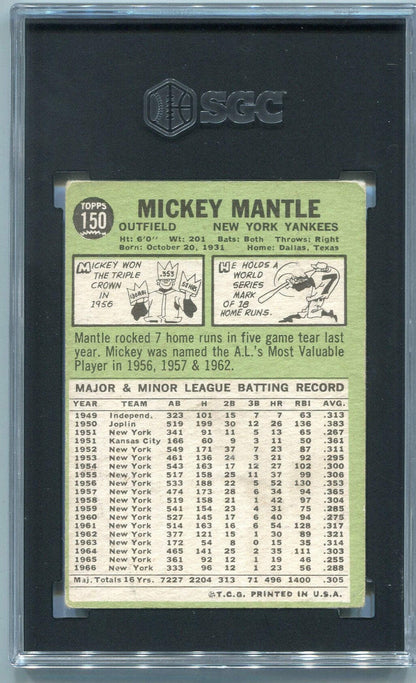 SGC
TOPPS
150
MICKEY MANTLE
OUTFIELD NEW YORK YANKEES
Ht: 6'0" Wt: 201 Bats: Both Throws: Right
Born: October 20, 1931 Home: Dallas, Texas
MICKEY WON
THE TRIPLE
CROWN
IN
1956
.353
HE HOLDS A
WORLD
SERIES
MARK
OF 18
HOME RUNS.
7
Mantle rocked 7 home runs in five game tear last
year. Mickey was named the A.L.'s Most Valuable
Player in 1956, 1957 & 1962.
MAJOR & MINOR LEAGUE BATTING RECORD
YEAR TEAM AB H 2B 3B HR RBI AVG.
1949 Independ. 323 101 15 7 7 63 .313
1950 Joplin 519 199 30 12 26 136 .383
1951 New York 341 91 11 5 13 65 .267
1951 Kansas City 166 60 9 3 11 50 .361
1952 New York 549 171 37 7 23 87 .311
1953 New York 461 136 24 3 21 92 .295
1954 New York 543 163 17 12 27 102 .300
1955 New York 517 158 25 11 37 99 .306
1956 New York 533 188 22 5 52 130 .353
1957 New York 474 173 28 6 34 94 .365
1958 New York 519 158 21 1 42 97 .304
1959 New York 541 154 23 4 31 75 .285
1960 New York 527 145 17 6 40 94 .275
1961 New York 514 163 16 6 54 128 .317
1962 New York 377 121 15 1 30 89 .321
1963 New York 172 54 8 0 15 35 .314
1964 New York 465 141 25 2 35 111 .303
1965 New York 361 92 12 1 19 46 .255
1966 New York 333 96 12 1 23 56 .288
Maj. Totals 16 Yrs. 7227 2204 313 71 496 1400 .305
©T.C.G. PRINTED IN U.S.A.